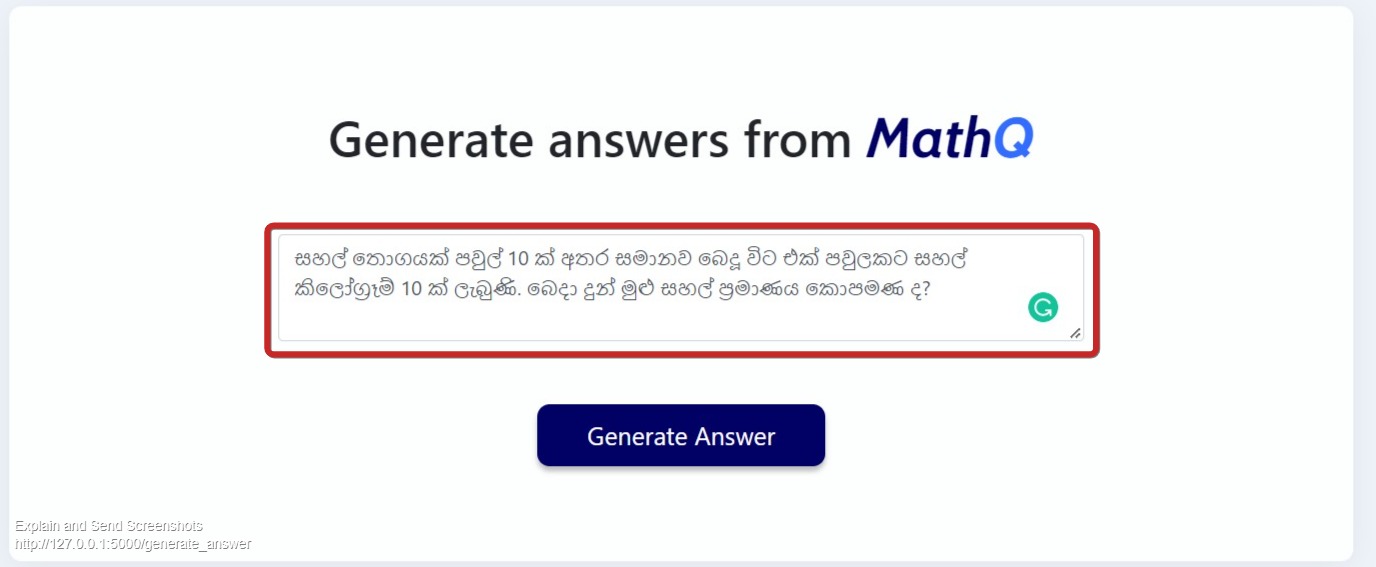 Generate answers from MathQ
සහල් තොගයක් පවුල් 10 ක් අතර සමානව බෙදූ විට එක් පවුලකට සහල්
කිලෝග්‍රෑම් 10 ක් ලැබුණි. බෙදා දුන් මුළු සහල් ප්‍රමාණය කොපමණ ද?
Generate Answer
Explain and Send Screenshots
http://127.0.0.1:5000/generate_answer